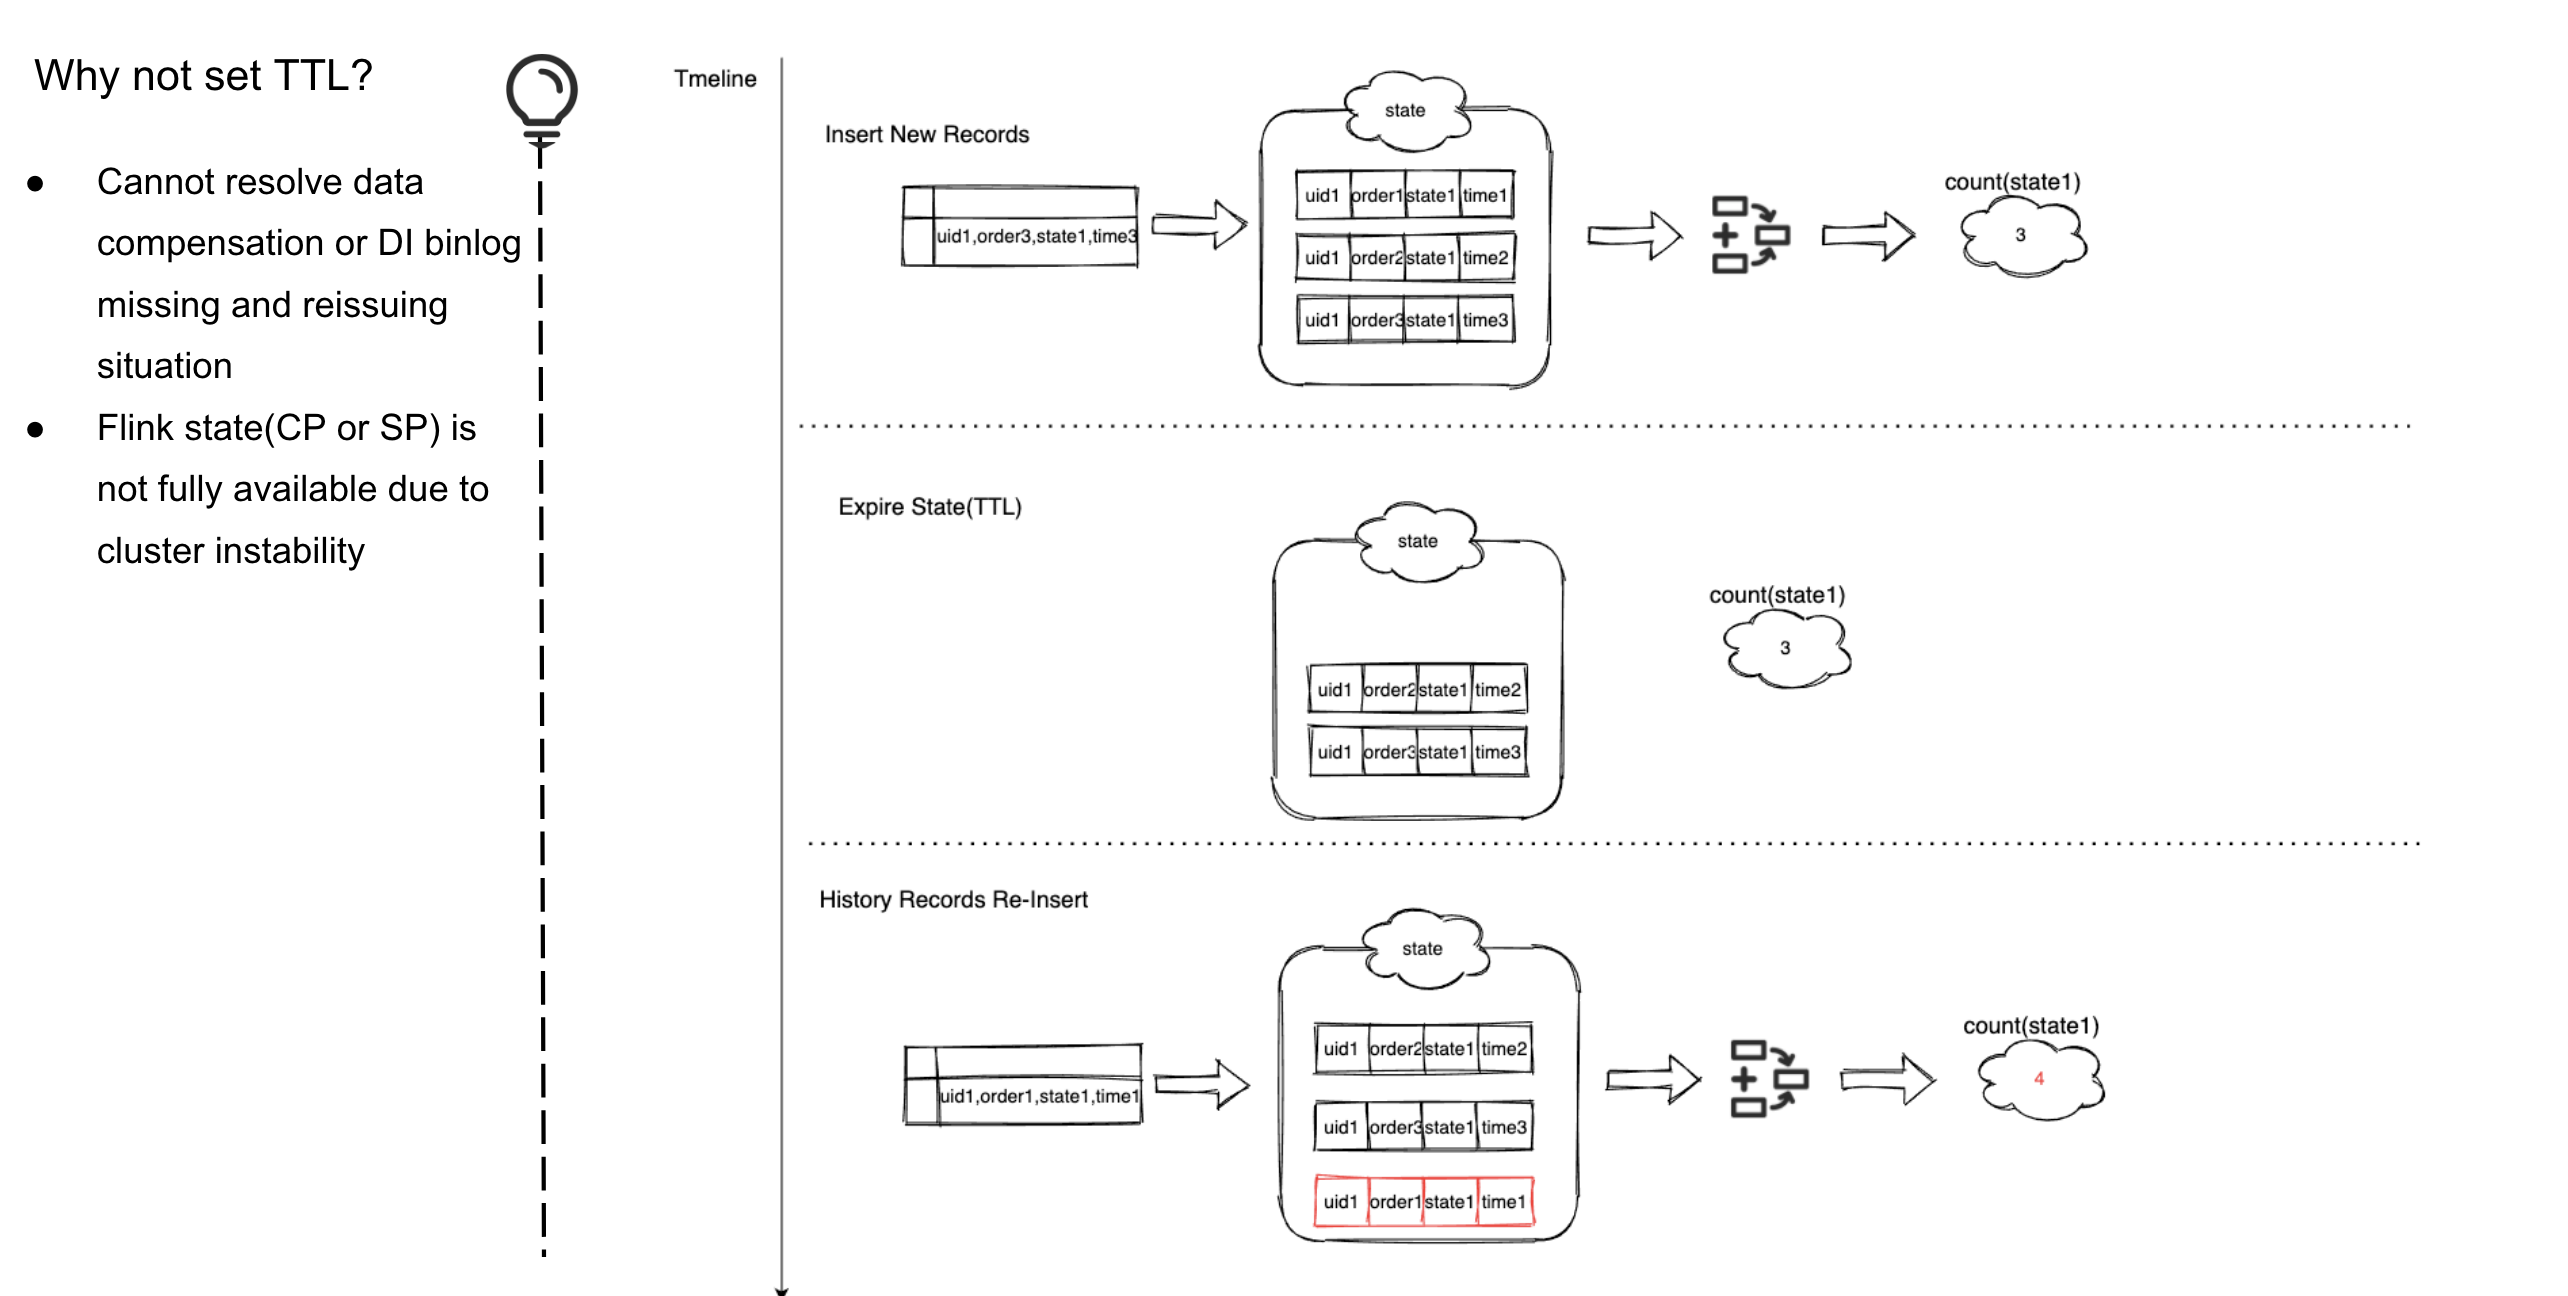 Why not set TTL?
● Cannot resolve data
compensation or DI binlog
missing and reissuing
situation
● Flink state(CP or SP) is
not fully available due to
cluster instability
Tmeline
Insert New Records
uid1,order3,state1,time3
state
uid1 order1 state1 time1
uid1 order2 state1 time2
uid1 order3 state1 time3
count(state1)
3
Expire State(TTL)
state
uid1 order2 state1 time2
uid1 order3 state1 time3
count(state1)
3
History Records Re-Insert
uid1,order1,state1,time1
state
uid1 order2 state1 time2
uid1 order3 state1 time3
uid1 order1 state1 time1
count(state1)
4